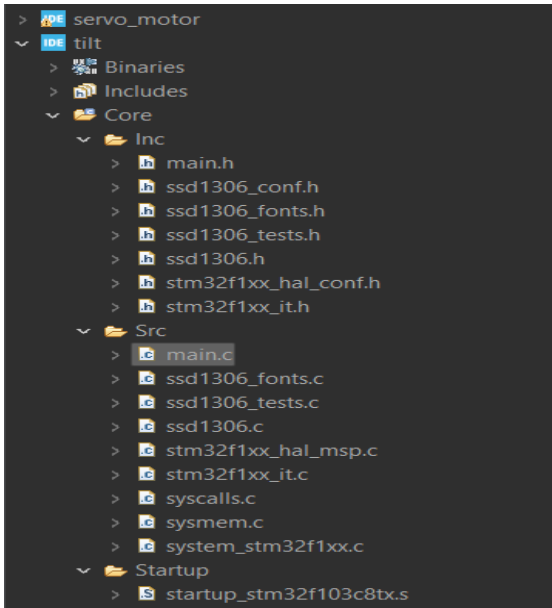 servo_motor
IDE tilt
Binaries
Includes
Core
Inc
main.h
ssd1306_conf.h
ssd1306_fonts.h
ssd1306_tests.h
ssd1306.h
stm32f1xx_hal_conf.h
stm32f1xx_it.h
Src
main.c
ssd1306_fonts.c
ssd1306_tests.c
ssd1306.c
stm32f1xx_hal_msp.c
stm32f1xx_it.c
syscalls.c
sysmem.c
system_stm32f1xx.c
Startup
startup_stm32f103c8tx.s